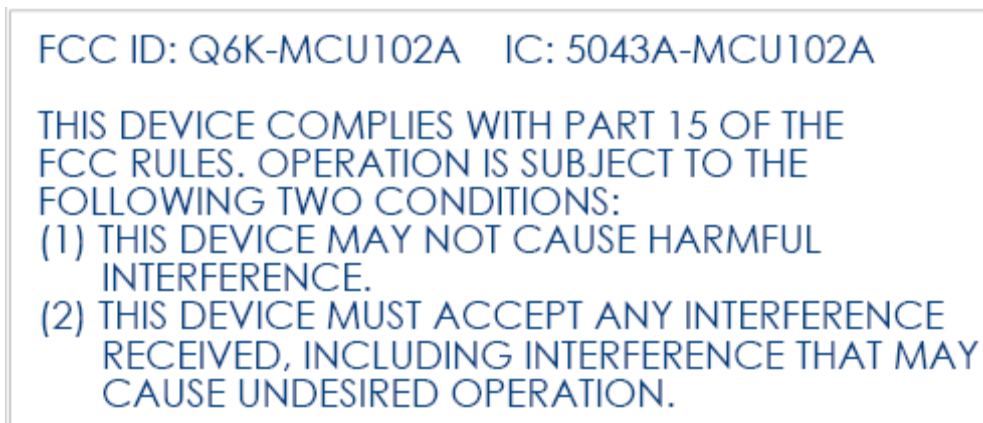 FCC ID: Q6K-MCU102A IC: 5043A-MCU102A
THIS DEVICE COMPLIES WITH PART 15 OF THE
FCC RULES. OPERATION IS SUBJECT TO THE
FOLLOWING TWO CONDITIONS:
(1) THIS DEVICE MAY NOT CAUSE HARMFUL
INTERFERENCE.
(2) THIS DEVICE MUST ACCEPT ANY INTERFERENCE
RECEIVED, INCLUDING INTERFERENCE THAT MAY
CAUSE UNDESIRED OPERATION.